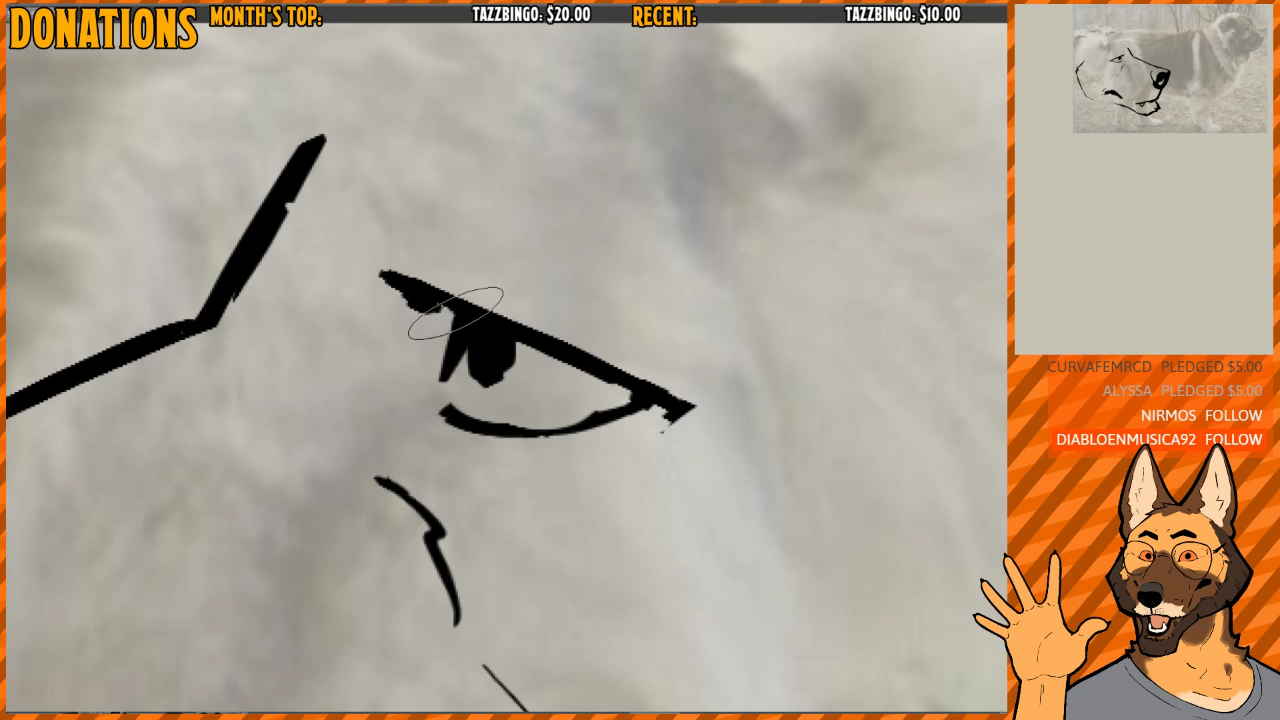 DONATIONS
MONTH'S TOP: TAZZBINGO: $20.00 RECENT: TAZZBINGO: $10.00
CURVAFEMRCD PLEDGED $5.00
ALYSSA PLEDGED $5.00
NIRMOS FOLLOW
DIABLOENMUSICA92 FOLLOW